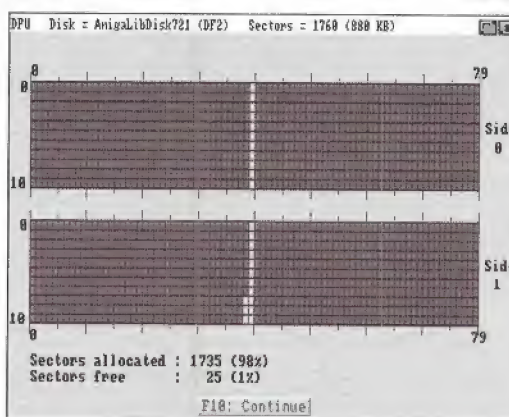 DPU Disk = AmigaLibDisk721 (DF2) Sectors = 1760 (880 KB)
0 79
0
Sid
0
10
0
Sid
1
10
0 79
Sectors allocated : 1735 (98%)
Sectors free : 25 (1%)
F10: Continue